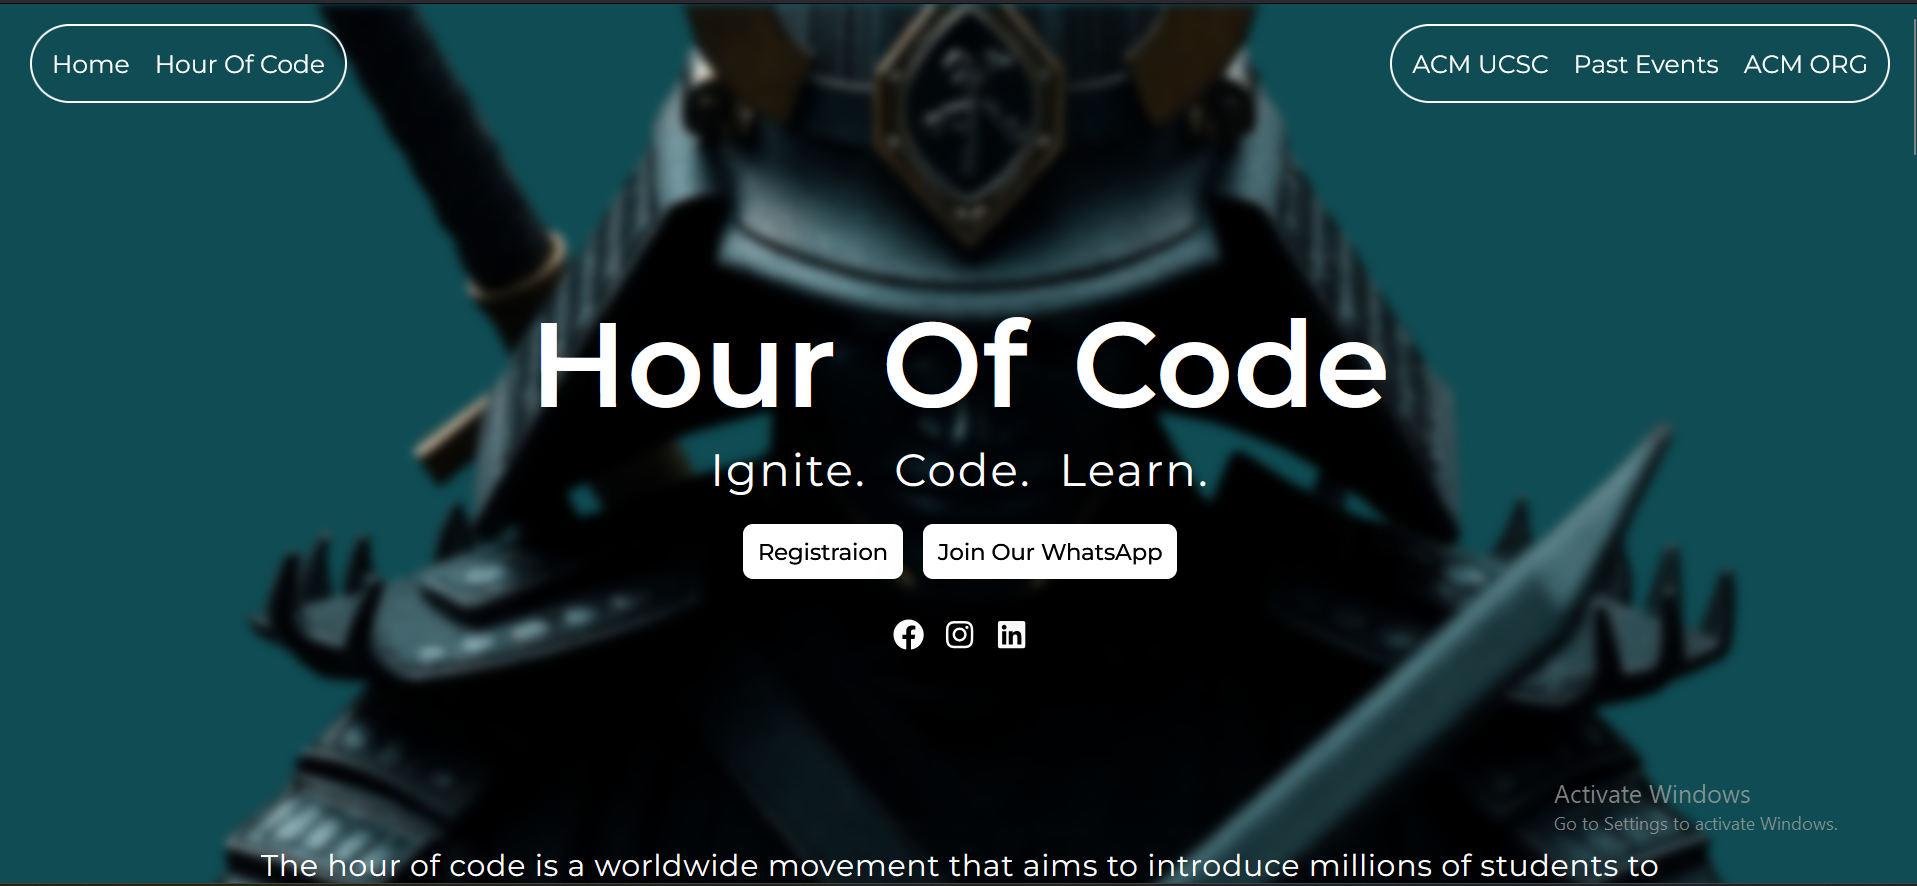 Home Hour Of Code
ACM UCSC Past Events ACM ORG
Hour Of Code
Ignite. Code. Learn.
Registraion Join Our WhatsApp
Activate Windows
Go to Settings to activate Windows.
The hour of code is a worldwide movement that aims to introduce millions of students to